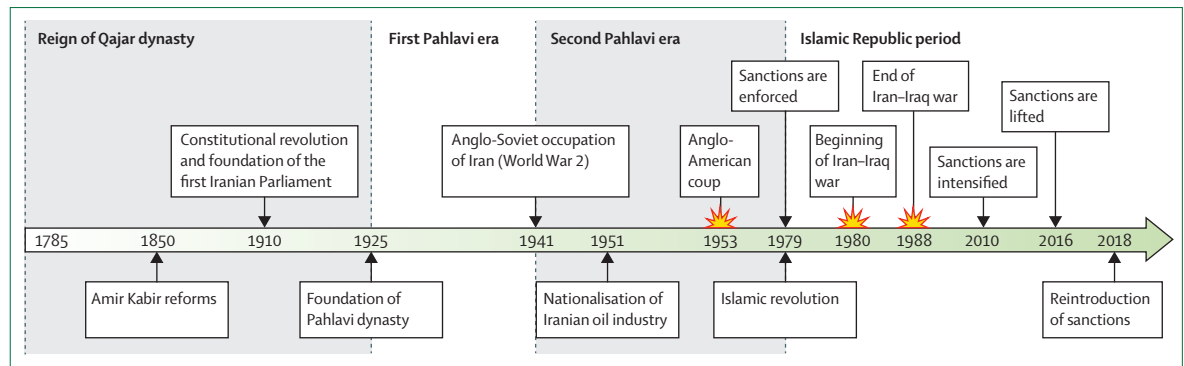 Reign of Qajar dynasty
First Pahlavi era
Second Pahlavi era
Islamic Republic period
Sanctions are
enforced
End of
Iran–Iraq war
Sanctions are
lifted
Constitutional revolution
and foundation of the
first Iranian Parliament
Anglo-Soviet occupation
of Iran (World War 2)
Anglo-
American
coup
Beginning
of Iran–Iraq
war
Sanctions are
intensified
1785 1850 1910 1925 1941 1951 1953 1979 1980 1988 2010 2016 2018
Amir Kabir reforms
Foundation of
Pahlavi dynasty
Nationalisation of
Iranian oil industry
Islamic revolution
Reintroduction
of sanctions